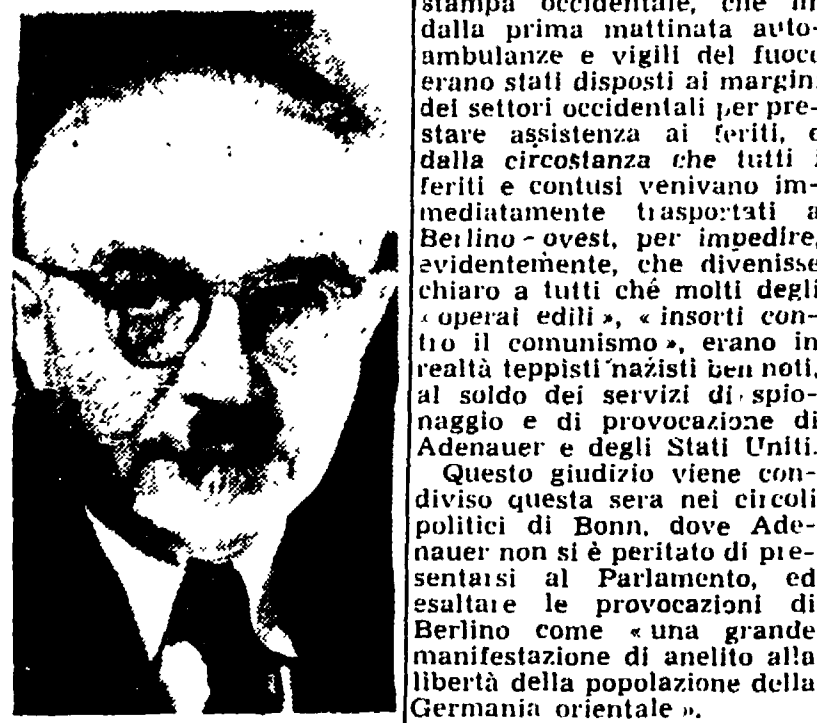 stampa occidentale, che
dalla prima mattinata auto-
ambulanze e vigili del fuoco
erano stati disposti ai margin
dei settori occidentali per pre-
stare assistenza ai feriti, e
dalla circostanza che tutti i
feriti e contusi venivano im-
mediatamente trasportati a
Berlino-ovest, per impedire,
evidentemente, che divenisse
chiaro a tutti ché molti degli
« operai edili », « insorti con-
tro il comunismo », erano in
realtà teppisti nazisti ben noti,
al soldo dei servizi di spio-
naggio e di provocazione di
Adenauer e degli Stati Uniti.
Questo giudizio viene con-
diviso questa sera nei circoli
politici di Bonn, dove Ade-
nauer non si è peritato di pre-
sentarsi al Parlamento, ed
esaltare le provocazioni di
Berlino come « una grande
manifestazione di anelito alla
libertà della popolazione della
Germania orientale ».